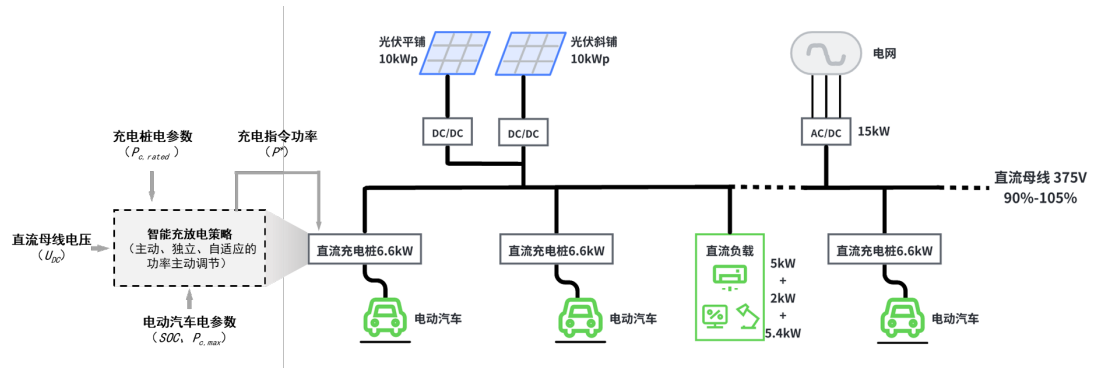 光伏平铺
10kWp
光伏斜铺
10kWp
电网
DC/DC
DC/DC
AC/DC
15kW
充电桩电参数
（Pc.rated）
充电指令功率
（P*）
直流母线 375V
90%-105%
直流母线电压
（UDC）
智能充放电策略
（主动、独立、自适应的
功率主动调节）
直流充电桩6.6kW
直流充电桩6.6kW
直流负载
直流充电桩6.6kW
5kW
+
2kW
+
5.4kW
%
电动汽车电参数
（SOC、Pc.max）
电动汽车
电动汽车
电动汽车